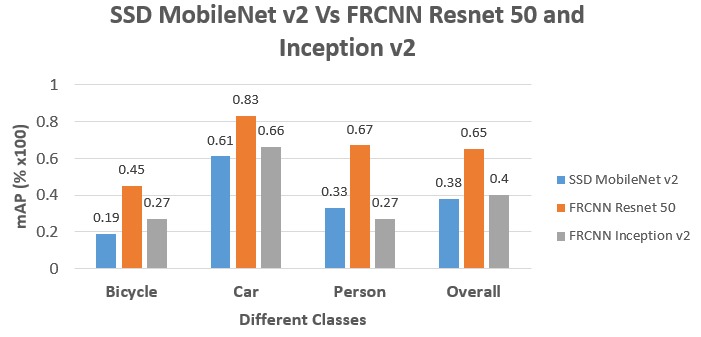 SSD MobileNet v2 Vs FRCNN Resnet 50 and
Inception v2
mAP (% x100)
1
0.8
0.6
0.4
0.2
0
0.19
0.45
0.27
0.61
0.83
0.66
0.33
0.67
0.27
0.38
0.65
0.4
Bicycle
Car
Person
Overall
Different Classes
SSD MobileNet v2
FRCNN Resnet 50
FRCNN Inception v2